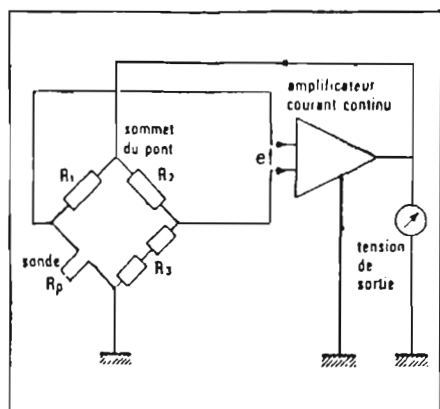 amplificateur
courant continu
sommet
du pont
R1
R2
e
sonde
Rp
R3
tension
de
sortie